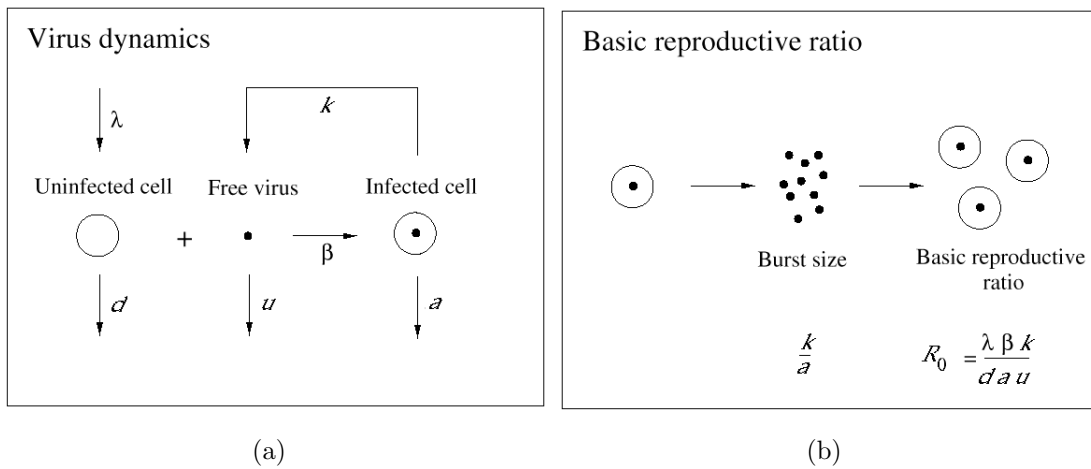 Virus dynamics
k
λ
Uninfected cell Free virus Infected cell
+
β
d u a
(a)
Basic reproductive ratio
Burst size
Basic reproductive
ratio
k/a
R₀ = λ β k / d a u
(b)